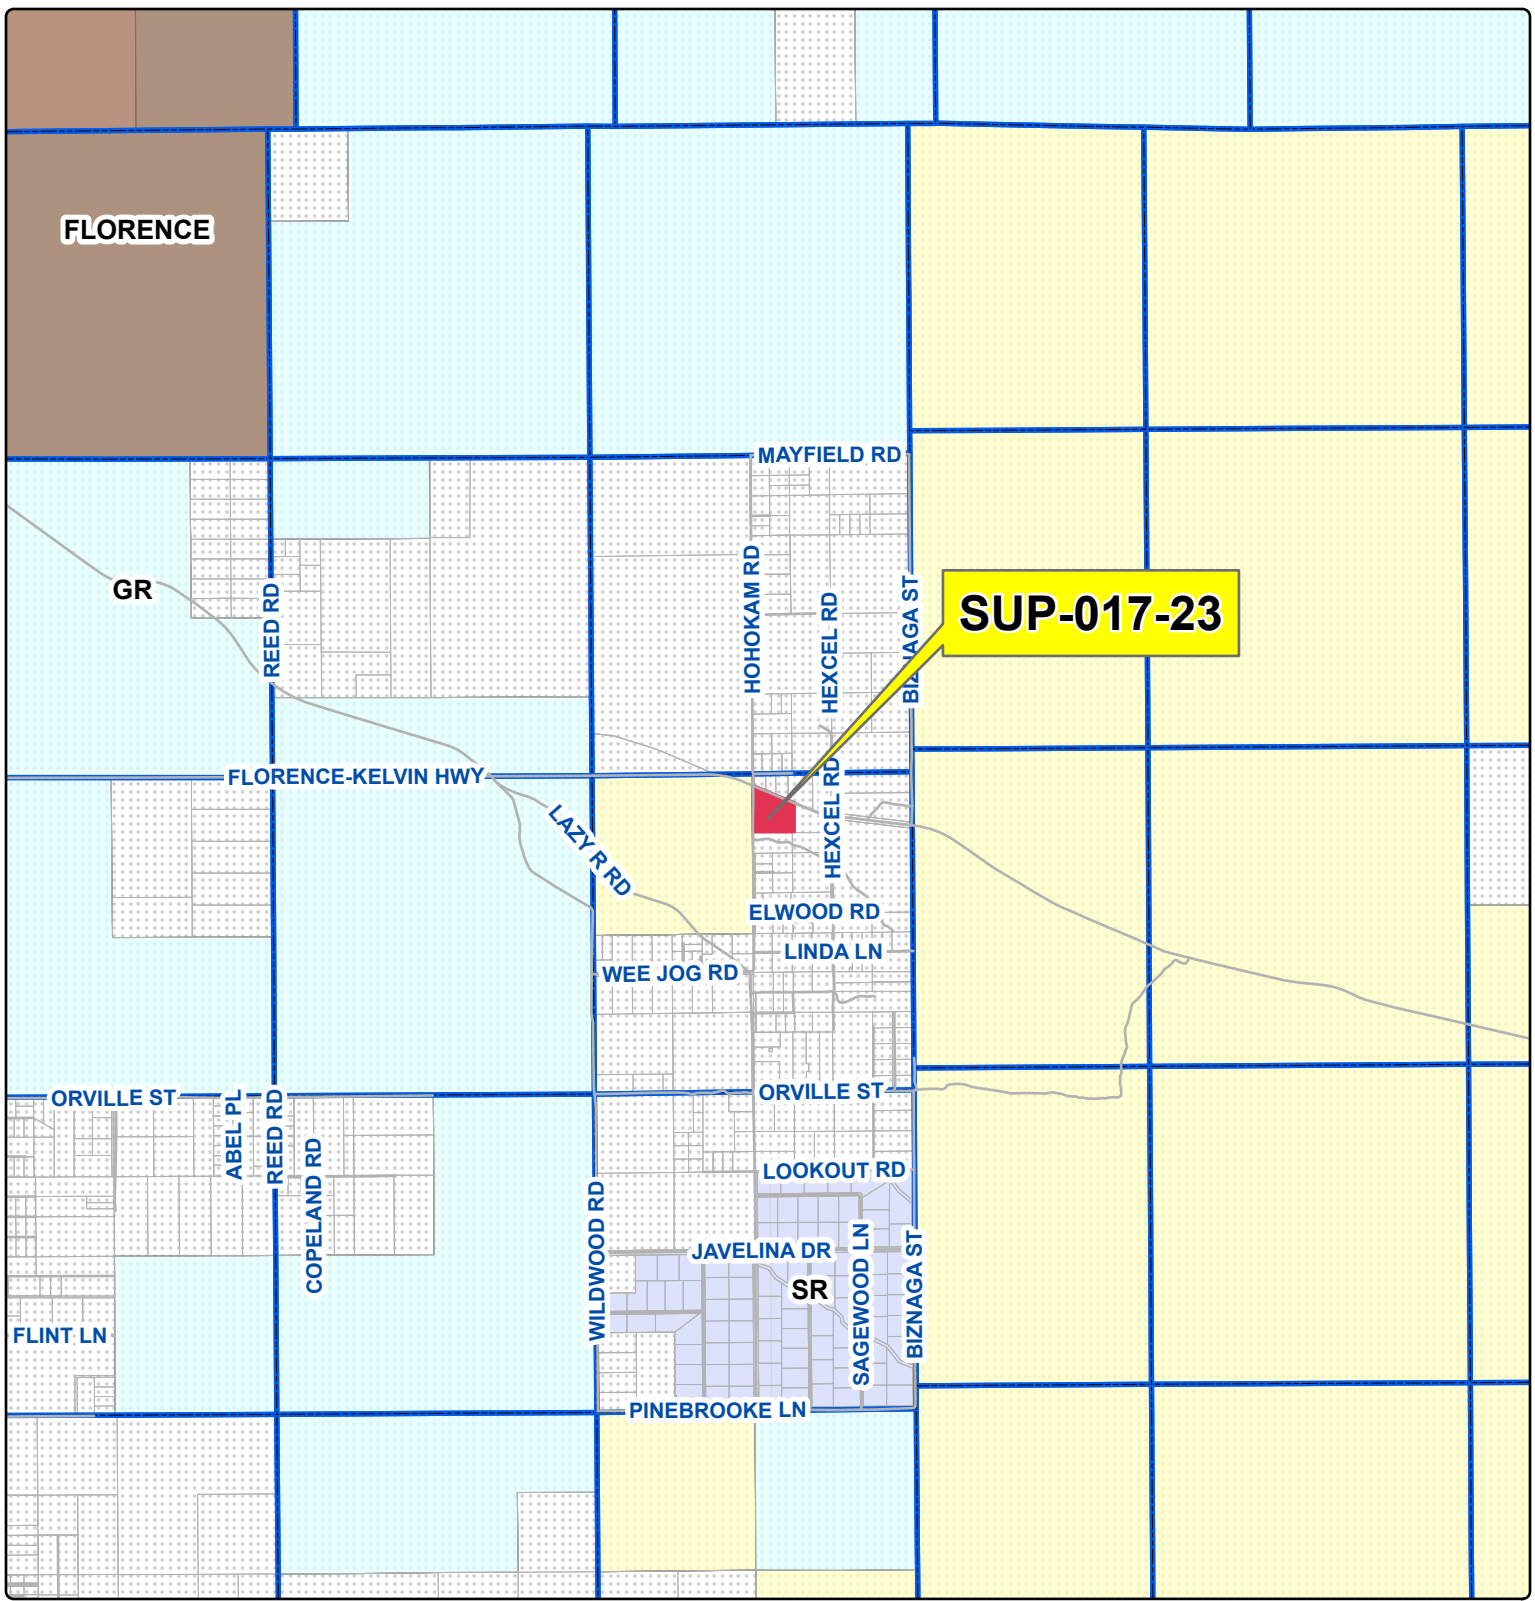 FLORENCE
MAYFIELD RD
GR
REED RD
HOHOKAM RD
HEXCEL RD
BIZNAGA ST
SUP-017-23
FLORENCE-KELVIN HWY
LAZY R RD
HEXCEL RD
ELWOOD RD
LINDA LN
WEE JOG RD
ORVILLE ST
ABEL PL
REED RD
COPELAND RD
ORVILLE ST
LOOKOUT RD
WILDWOOD RD
JAVELINA DR
SAGEWOOD LN
BIZNAGA ST
SR
FLINT LN
PINEBROOKE LN